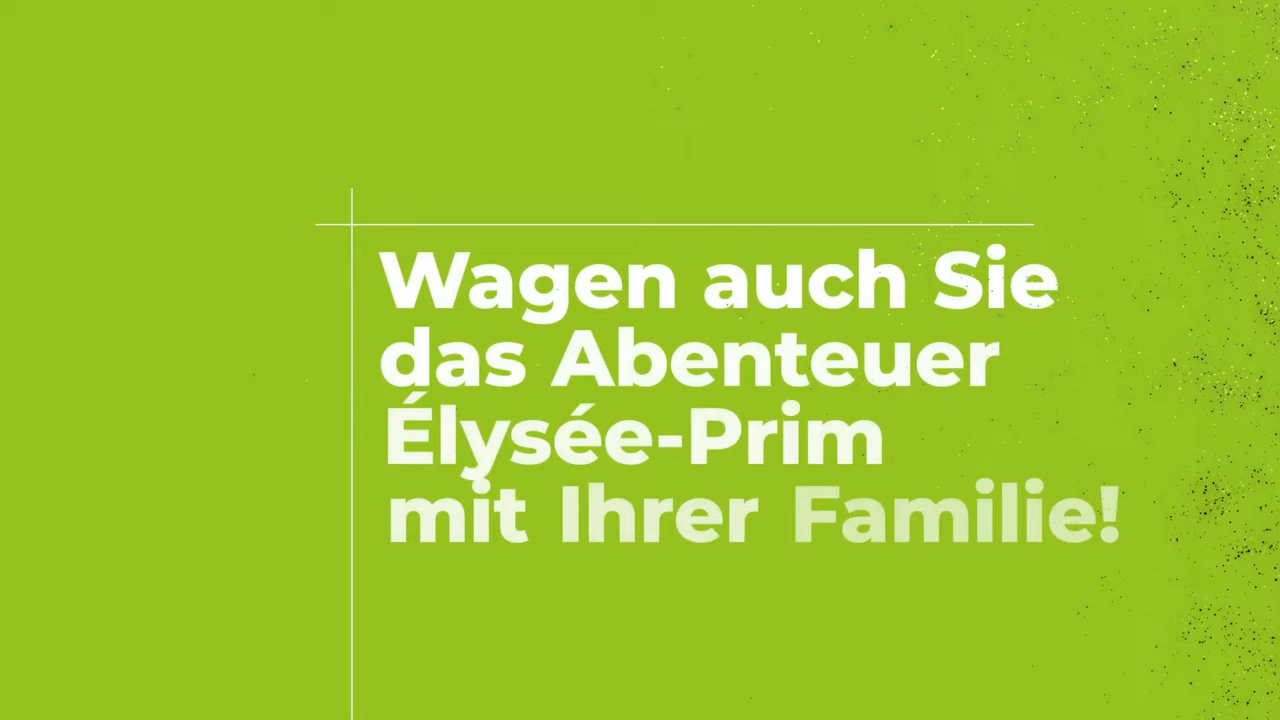 Wagen auch Sie
das Abenteuer
Élysée-Prim
mit Ihrer Familie!